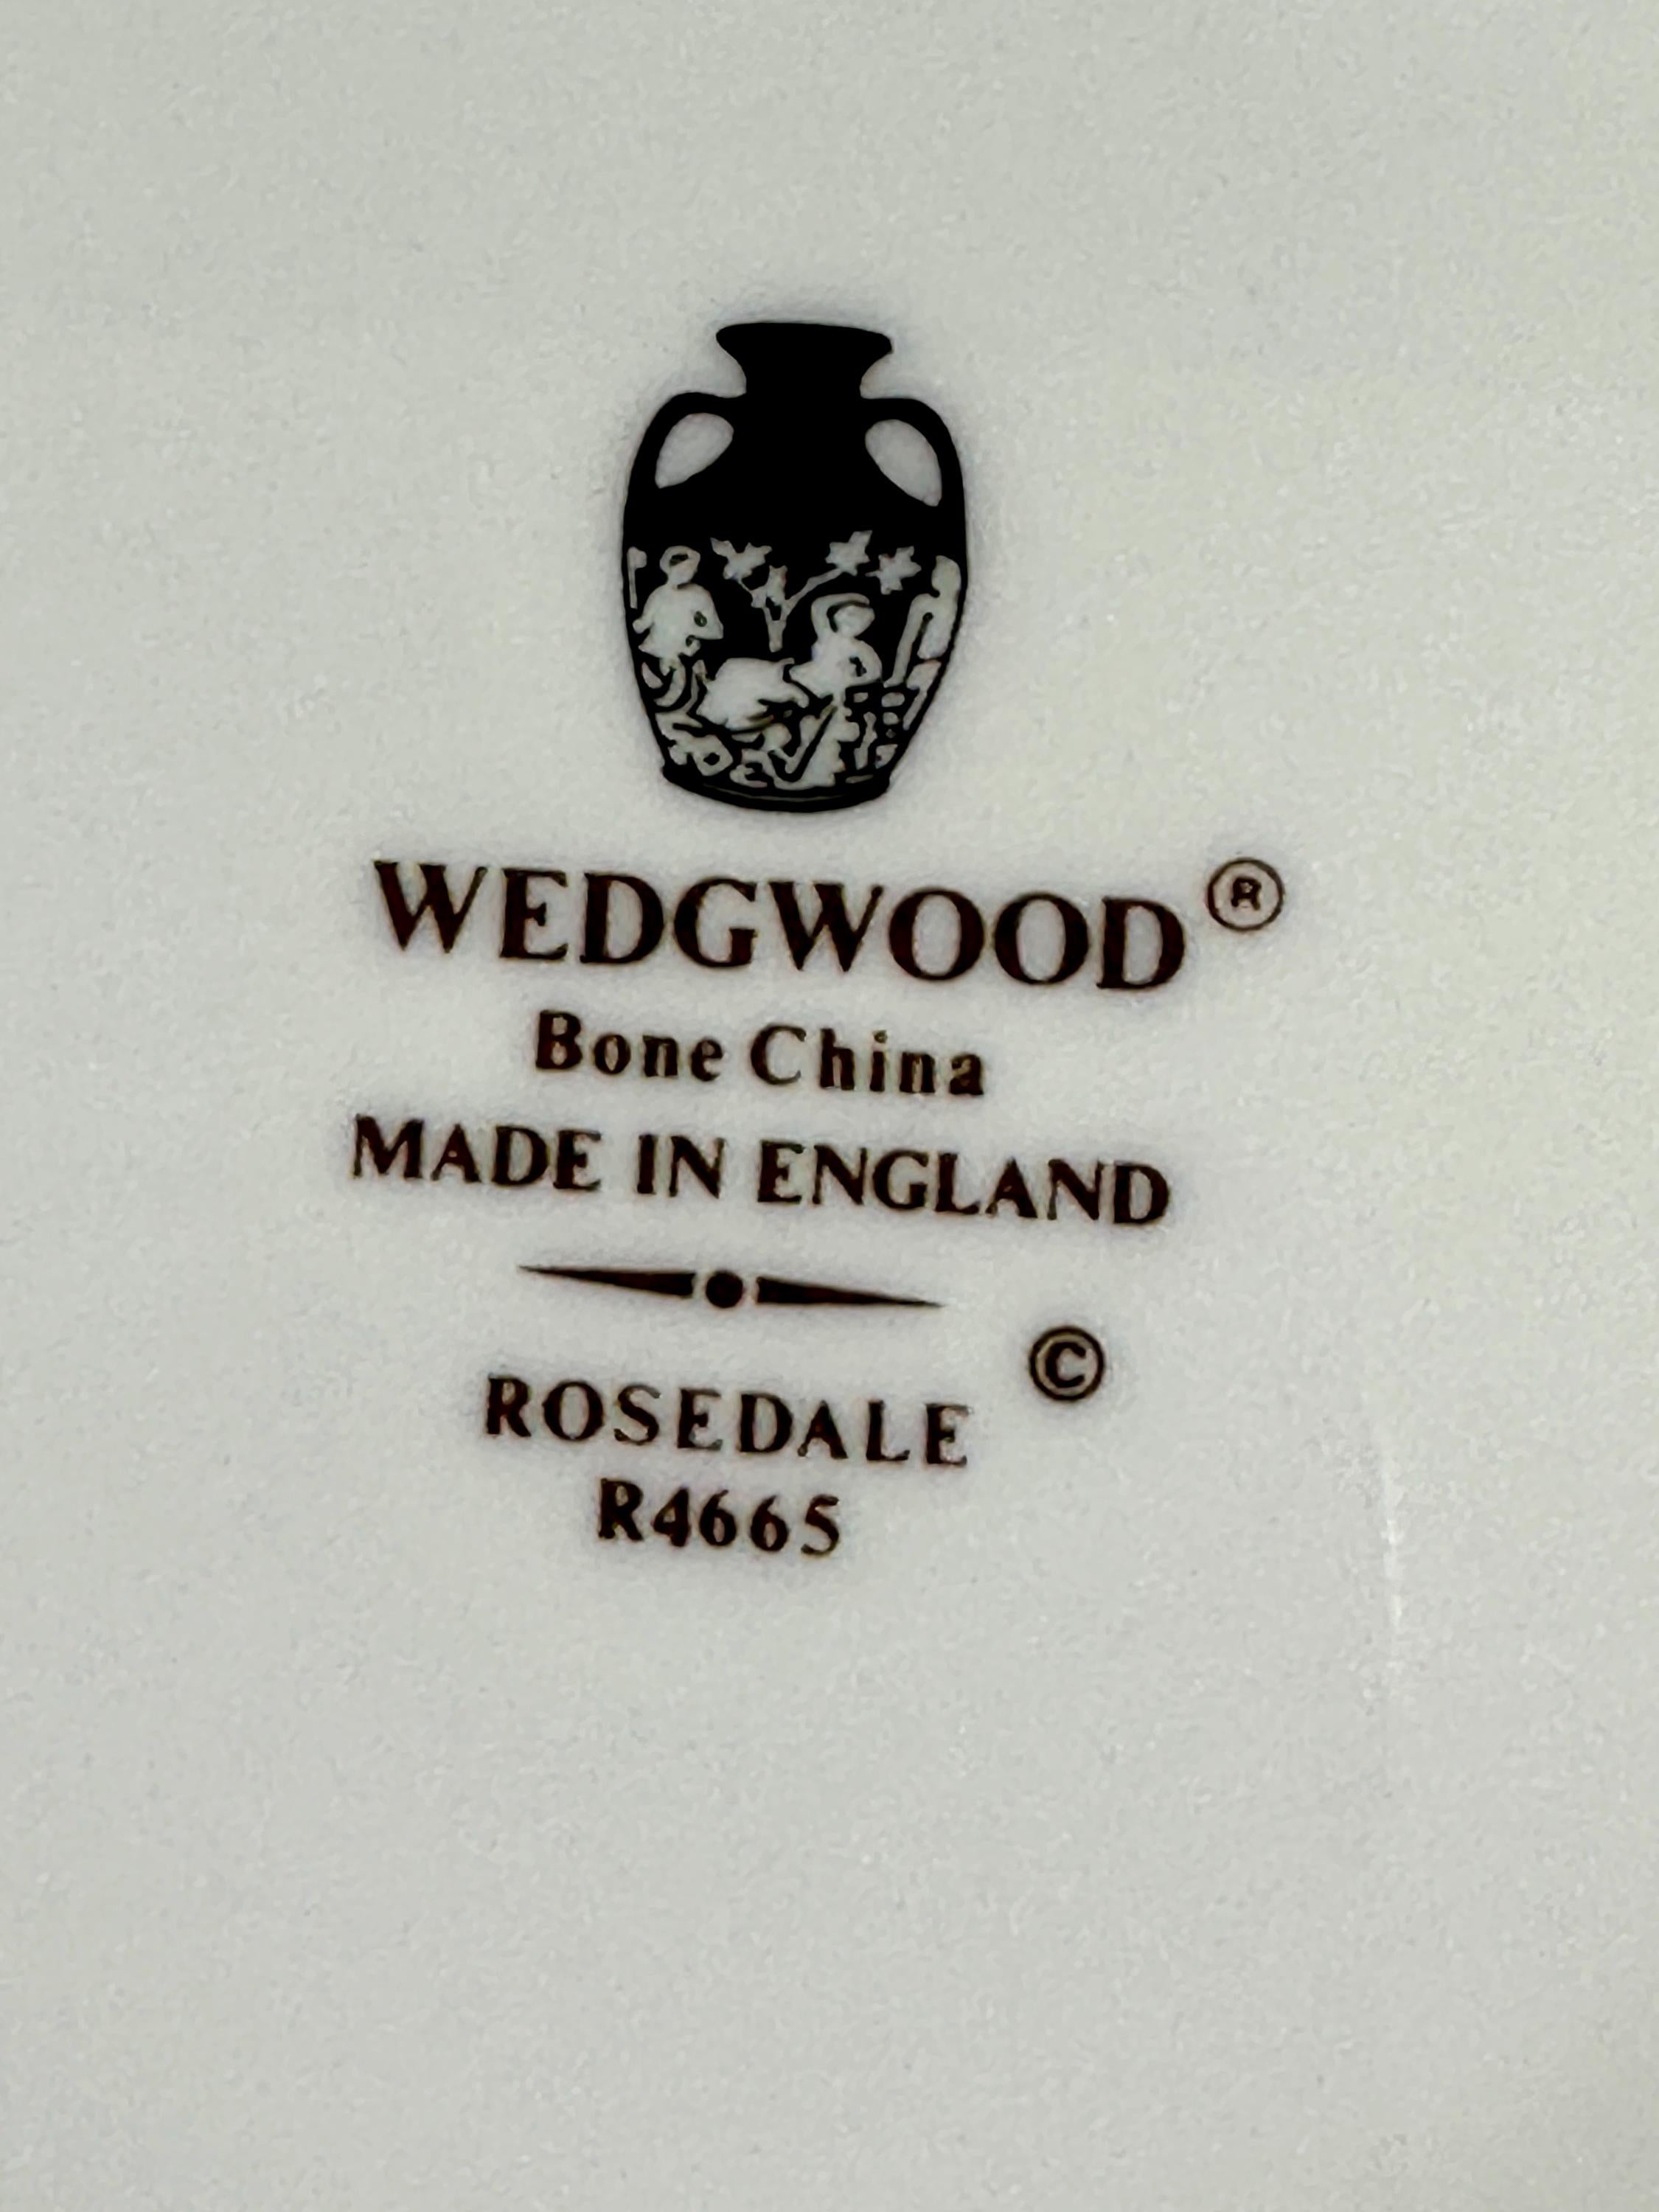 WEDGWOOD®
Bone China
MADE IN ENGLAND
©
ROSEDALE
R4665